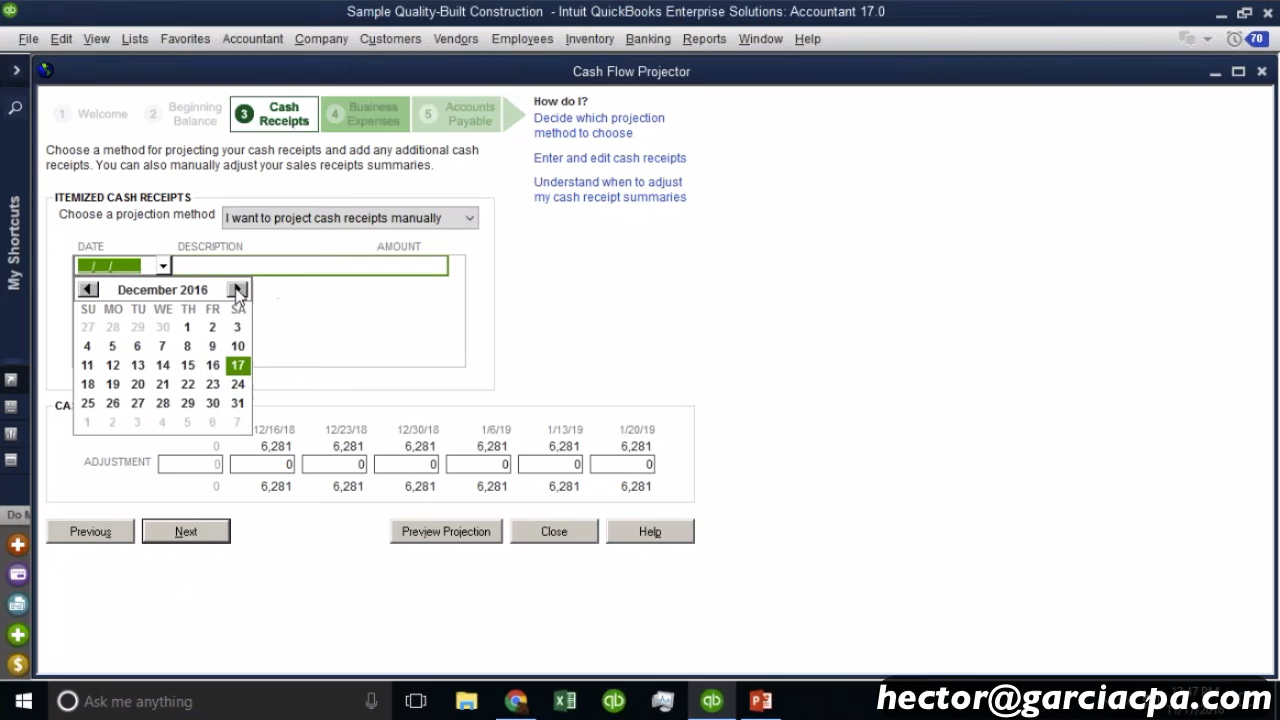 Sample Quality-Built Construction - Intuit QuickBooks Enterprise Solutions: Accountant 17.0
File Edit View Lists Favorites Accountant Company Customers Vendors Employees Inventory Banking Reports Window Help
70
Cash Flow Projector
My Shortcuts
1 Welcome 2 Beginning Balance 3 Cash Receipts 4 Business Expenses 5 Accounts Payable
How do I?
Decide which projection
method to choose
Enter and edit cash receipts
Understand when to adjust
my cash receipt summaries
Choose a method for projecting your cash receipts and add any additional cash
receipts. You can also manually adjust your sales receipts summaries.
ITEMIZED CASH RECEIPTS
Choose a projection method I want to project cash receipts manually
DATE DESCRIPTION AMOUNT
/ /
December 2016
SU MO TU WE TH FR SA
27 28 29 30 1 2 3
4 5 6 7 8 9 10
11 12 13 14 15 16 17
18 19 20 21 22 23 24
25 26 27 28 29 30 31
1 2 3 4 5 6 7
CA
12/16/18 12/23/18 12/30/18 1/6/19 1/13/19 1/20/19
0 6,281 6,281 6,281 6,281 6,281 6,281
ADJUSTMENT 0 0 0 0 0 0 0
0 6,281 6,281 6,281 6,281 6,281 6,281
Previous Next Preview Projection Close Help
Do M
Ask me anything
hector@garciacpa.com